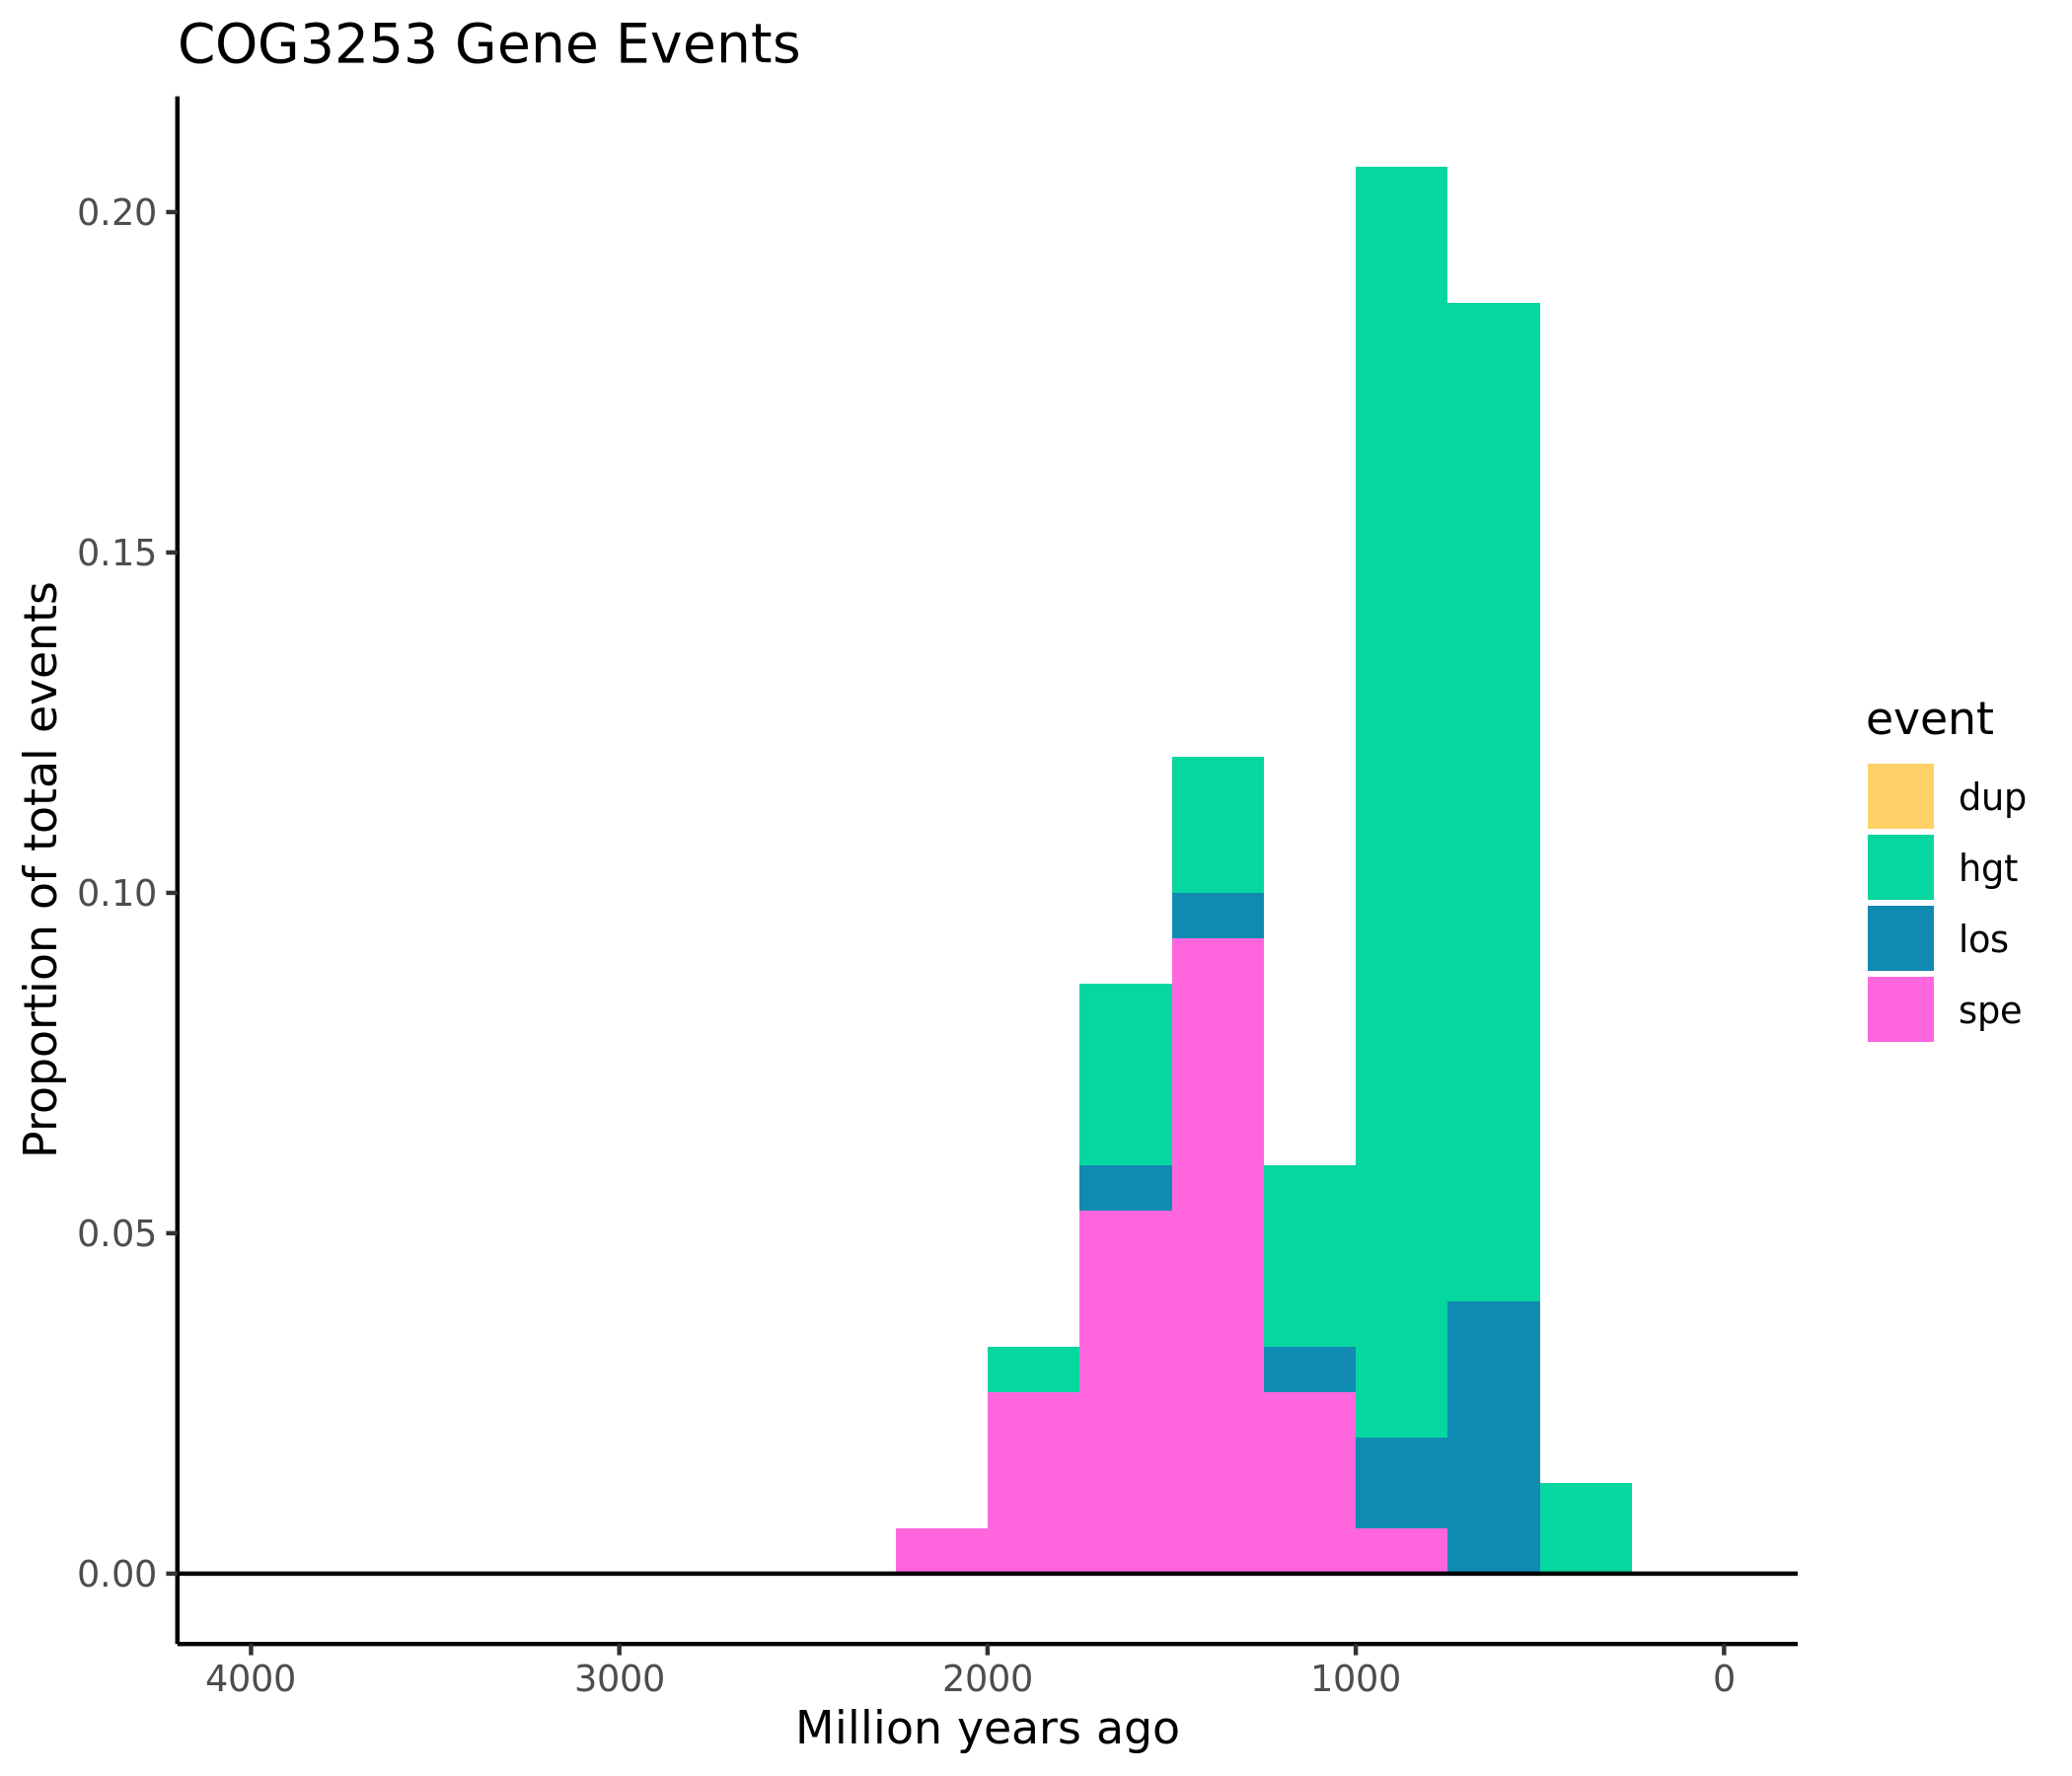 COG3253 Gene Events
Proportion of total events
0.20
0.15
0.10
0.05
0.00
4000 3000 2000 1000 0
Million years ago
event
dup
hgt
los
spe